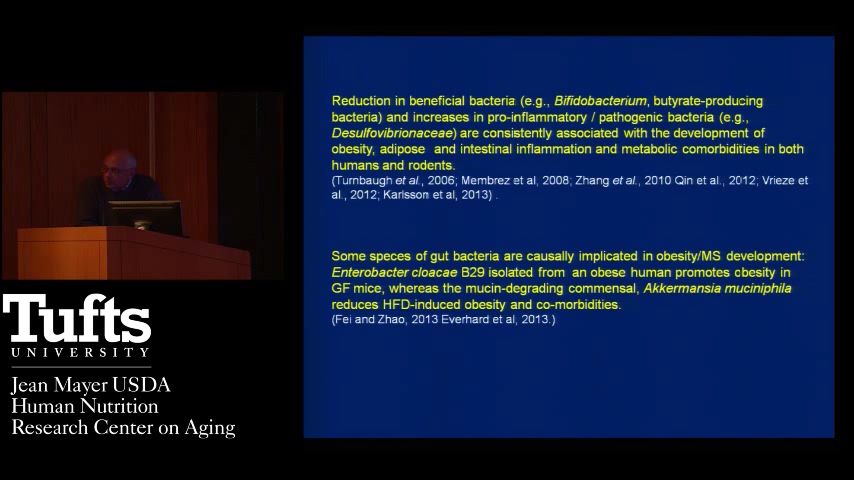 Reduction in beneficial bacteria (e.g., Bifidobacterium, butyrate-producing
bacteria) and increases in pro-inflammatory / pathogenic bacteria (e.g.,
Desulfovibrionaceae) are consistently associated with the development of
obesity, adipose and intestinal inflammation and metabolic comorbidities in both
humans and rodents.
(Turnbaugh et al., 2006; Membrez et al, 2008; Zhang et al., 2010 Qin et al., 2012; Vrieze et
al., 2012; Karlsson et al, 2013) .
Some speces of gut bacteria are causally implicated in obesity/MS development:
Enterobacter cloacae B29 isolated from an obese human promotes obesity in
GF mice, whereas the mucin-degrading commensal, Akkermansia muciniphila
reduces HFD-induced obesity and co-morbidities.
(Fei and Zhao, 2013 Everhard et al, 2013.)
Tufts
UNIVERSITY
Jean Mayer USDA
Human Nutrition
Research Center on Aging